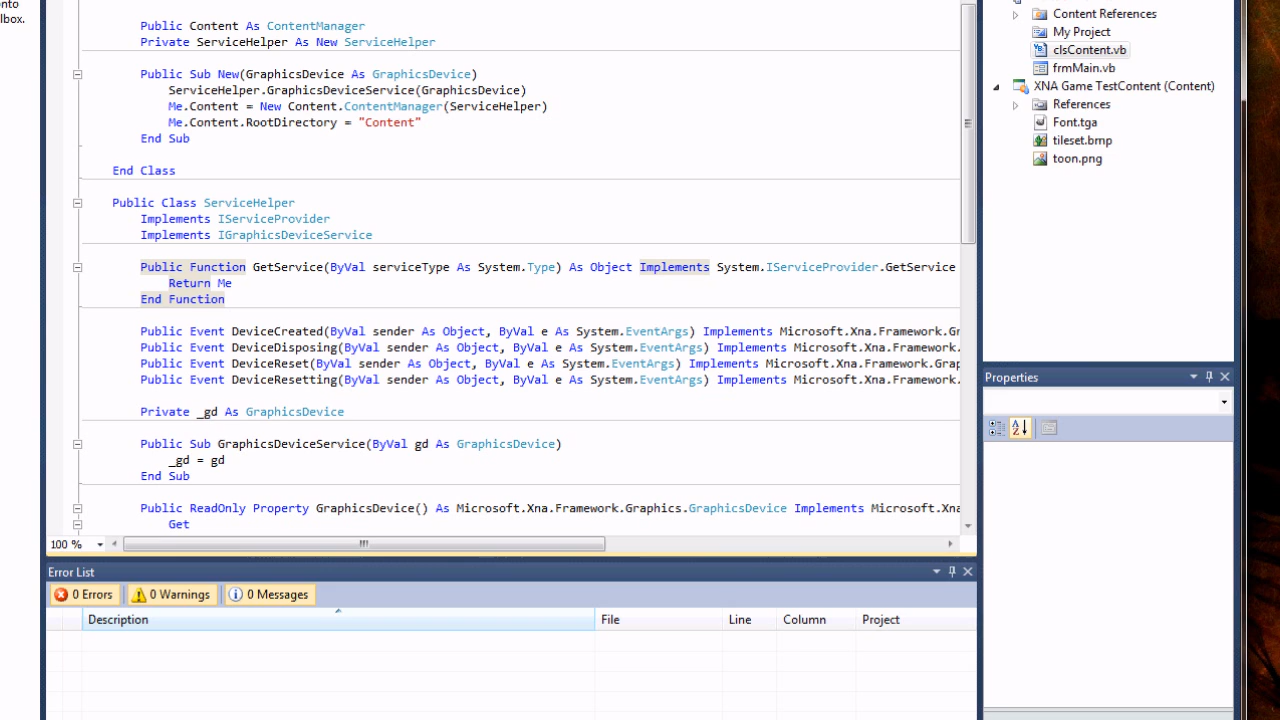 nto
lbox.
Public Content As ContentManager
Private ServiceHelper As New ServiceHelper
Public Sub New(GraphicsDevice As GraphicsDevice)
ServiceHelper.GraphicsDeviceService(GraphicsDevice)
Me.Content = New Content.ContentManager(ServiceHelper)
Me.Content.RootDirectory = "Content"
End Sub
End Class
Public Class ServiceHelper
Implements IServiceProvider
Implements IGraphicsDeviceService
Public Function GetService(ByVal serviceType As System.Type) As Object Implements System.IServiceProvider.GetService
Return Me
End Function
Public Event DeviceCreated(ByVal sender As Object, ByVal e As System.EventArgs) Implements Microsoft.Xna.Framework.Gr
Public Event DeviceDisposing(ByVal sender As Object, ByVal e As System.EventArgs) Implements Microsoft.Xna.Framework.
Public Event DeviceReset(ByVal sender As Object, ByVal e As System.EventArgs) Implements Microsoft.Xna.Framework.Grap
Public Event DeviceResetting(ByVal sender As Object, ByVal e As System.EventArgs) Implements Microsoft.Xna.Framework.
Private _gd As GraphicsDevice
Public Sub GraphicsDeviceService(ByVal gd As GraphicsDevice)
_gd = gd
End Sub
Public ReadOnly Property GraphicsDevice() As Microsoft.Xna.Framework.Graphics.GraphicsDevice Implements Microsoft.Xna
Get
100 %
Error List
0 Errors
0 Warnings
0 Messages
Description
File
Line
Column
Project
Content References
My Project
clsContent.vb
frmMain.vb
XNA Game TestContent (Content)
References
Font.tga
tileset.bmp
toon.png
Properties